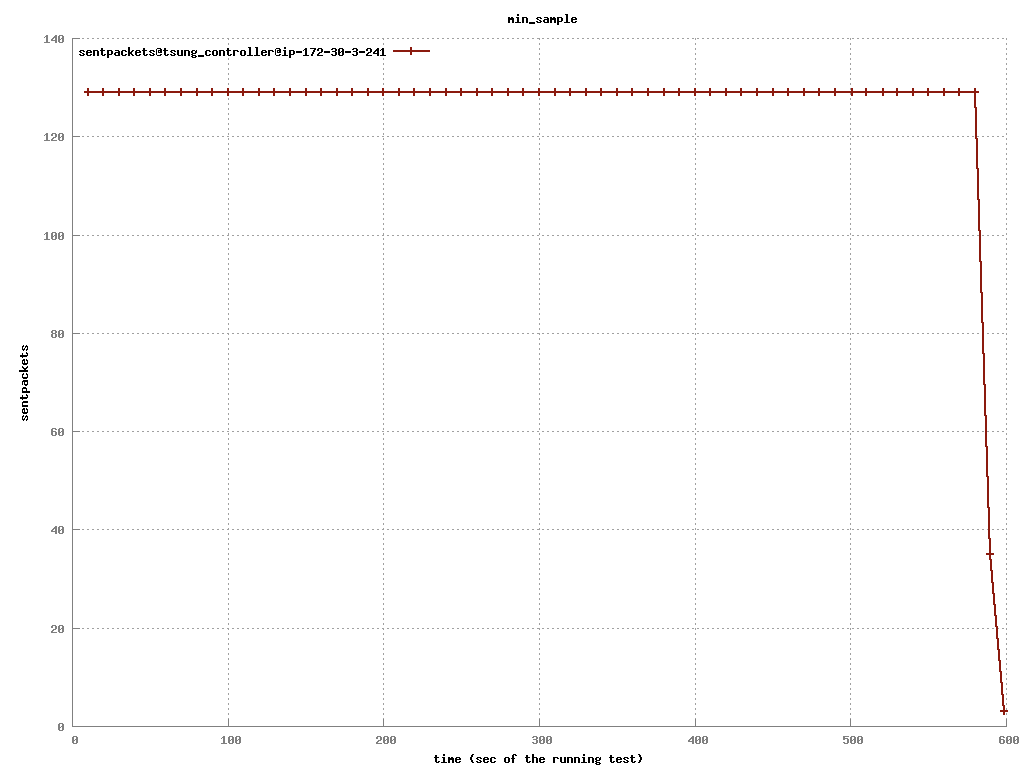 min_sample
140
sentpackets@tsung_controller@ip-172-30-3-241
120
100
80
sentpackets
60
40
20
0
0 100 200 300 400 500 600
time (sec of the running test)